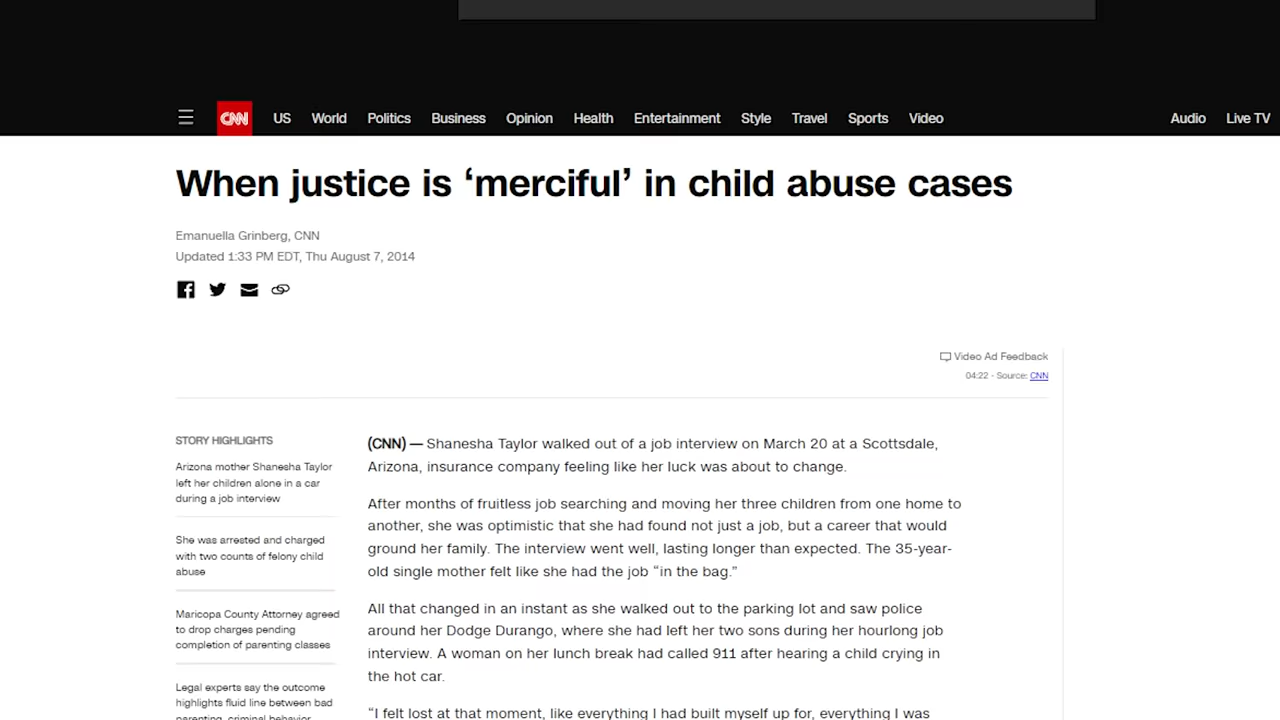 CNN US World Politics Business Opinion Health Entertainment Style Travel Sports Video Audio Live TV
When justice is ‘merciful’ in child abuse cases
Emanuella Grinberg, CNN
Updated 1:33 PM EDT, Thu August 7, 2014
Video Ad Feedback
04:22 - Source: CNN
STORY HIGHLIGHTS
Arizona mother Shanesha Taylor
left her children alone in a car
during a job interview
She was arrested and charged
with two counts of felony child
abuse
Maricopa County Attorney agreed
to drop charges pending
completion of parenting classes
Legal experts say the outcome
highlights fluid line between bad
parenting, criminal behavior
(CNN) — Shanesha Taylor walked out of a job interview on March 20 at a Scottsdale,
Arizona, insurance company feeling like her luck was about to change.
After months of fruitless job searching and moving her three children from one home to
another, she was optimistic that she had found not just a job, but a career that would
ground her family. The interview went well, lasting longer than expected. The 35-year-
old single mother felt like she had the job “in the bag.”
All that changed in an instant as she walked out to the parking lot and saw police
around her Dodge Durango, where she had left her two sons during her hourlong job
interview. A woman on her lunch break had called 911 after hearing a child crying in
the hot car.
“I felt lost at that moment, like everything I had built myself up for, everything I was